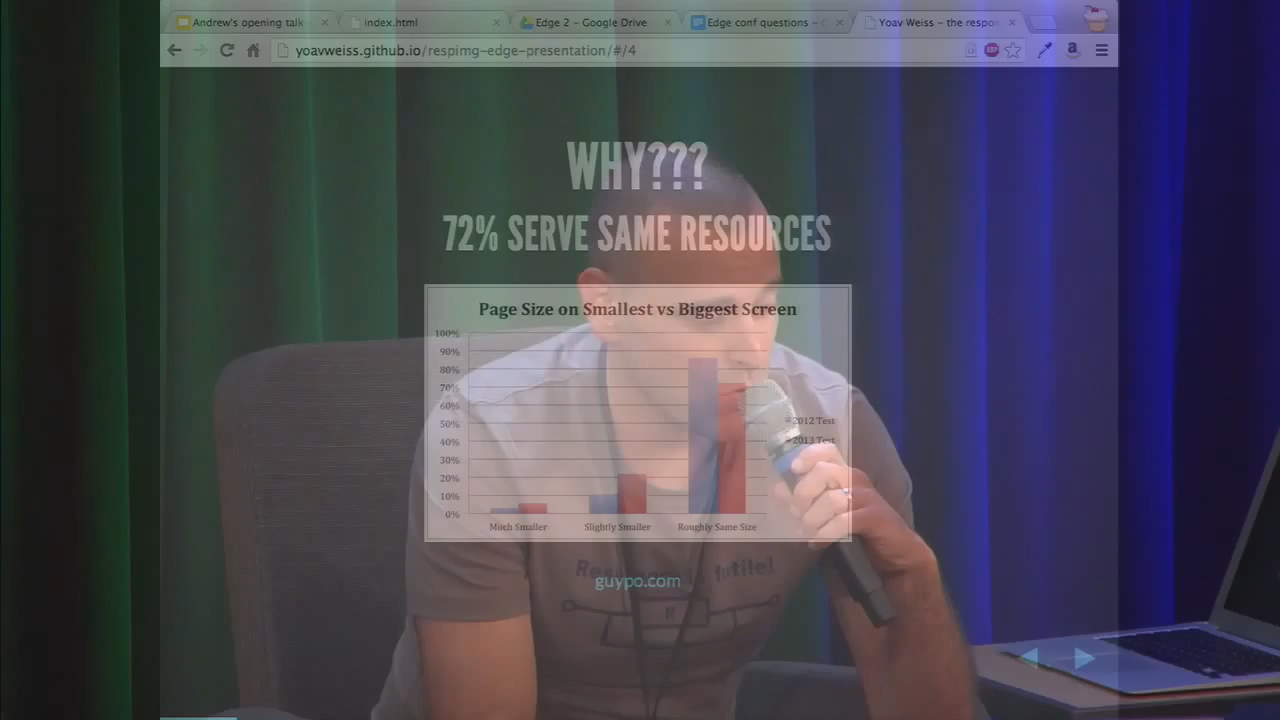 Andrew's opening talk
index.html
Edge 2 – Google Drive
Edge conf questions –
Yoav Weiss – the respo
yoavweiss.github.io/respimg-edge-presentation/#/4
WHY???
72% SERVE SAME RESOURCES
Page Size on Smallest vs Biggest Screen
100%
90%
80%
70%
60%
50%
40%
30%
20%
10%
0%
2012 Test
2013 Test
Much Smaller
Slightly Smaller
Roughly Same Size
guypo.com